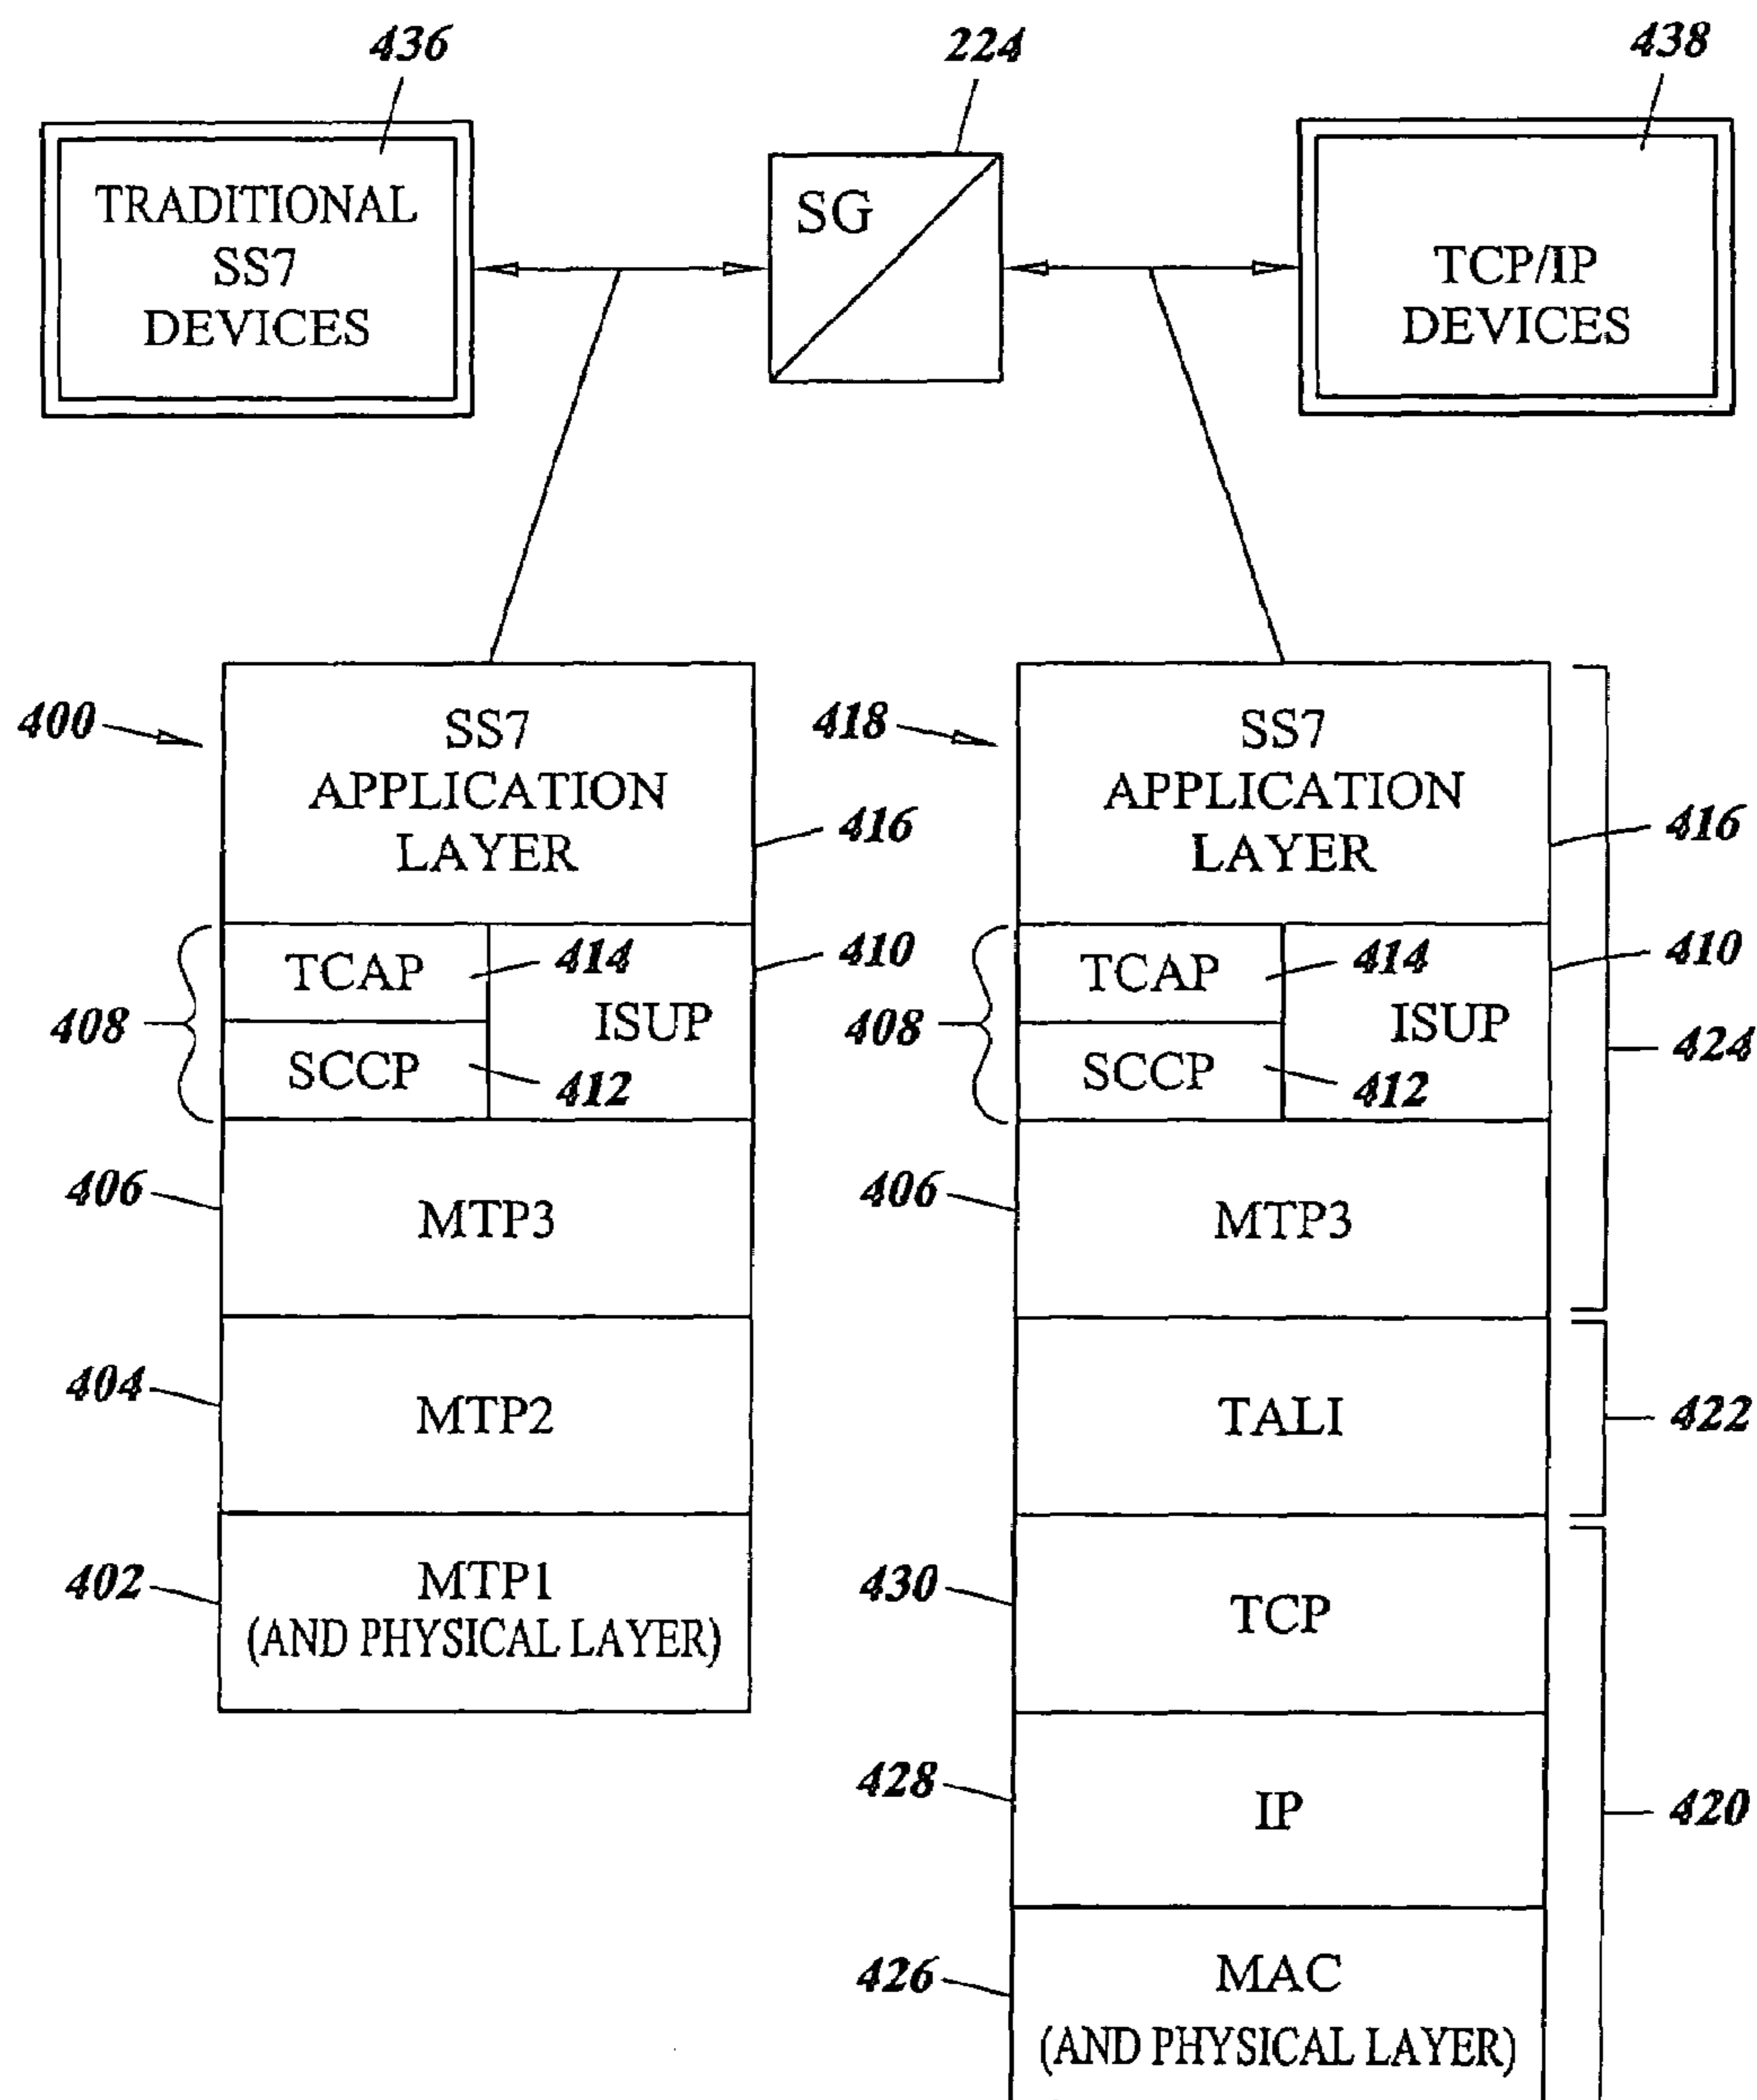 436
224
438
TRADITIONAL
SS7
DEVICES
SG
TCP/IP
DEVICES
400
SS7
APPLICATION
LAYER
416
408
TCAP
414
410
ISUP
SCCP
412
406
MTP3
404
MTP2
402
MTP1
(AND PHYSICAL LAYER)
418
SS7
APPLICATION
LAYER
416
408
TCAP
414
410
ISUP
SCCP
412
424
406
MTP3
TALI
422
430
TCP
428
IP
420
426
MAC
(AND PHYSICAL LAYER)